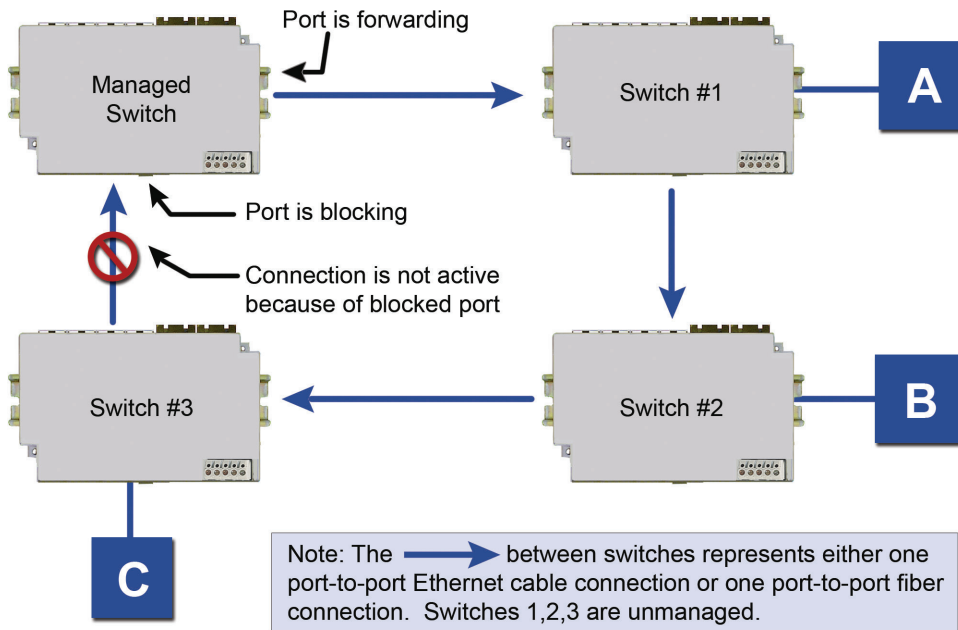 Port is forwarding
Managed
Switch
Switch #1
A
Port is blocking
Connection is not active
because of blocked port
Switch #3
Switch #2
B
C
Note: The between switches represents either one
port-to-port Ethernet cable connection or one port-to-port fiber
connection. Switches 1,2,3 are unmanaged.